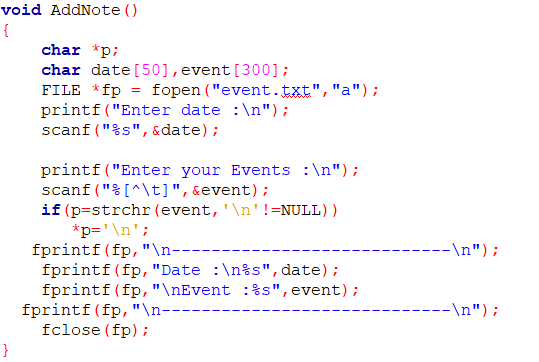 void AddNote()
{
char *p;
char date[50],event[300];
FILE *fp = fopen("event.txt","a");
printf("Enter date :\n");
scanf("%s",&date);
printf("Enter your Events :\n");
scanf("%[^\t]",&event);
if(p=strchr(event,'\n'!=NULL))
*p='\n';
fprintf(fp,"\n----------------------------\n");
fprintf(fp,"Date :\n%s",date);
fprintf(fp,"\nEvent :%s",event);
fprintf(fp,"\n-----------------------------\n");
fclose(fp);
}